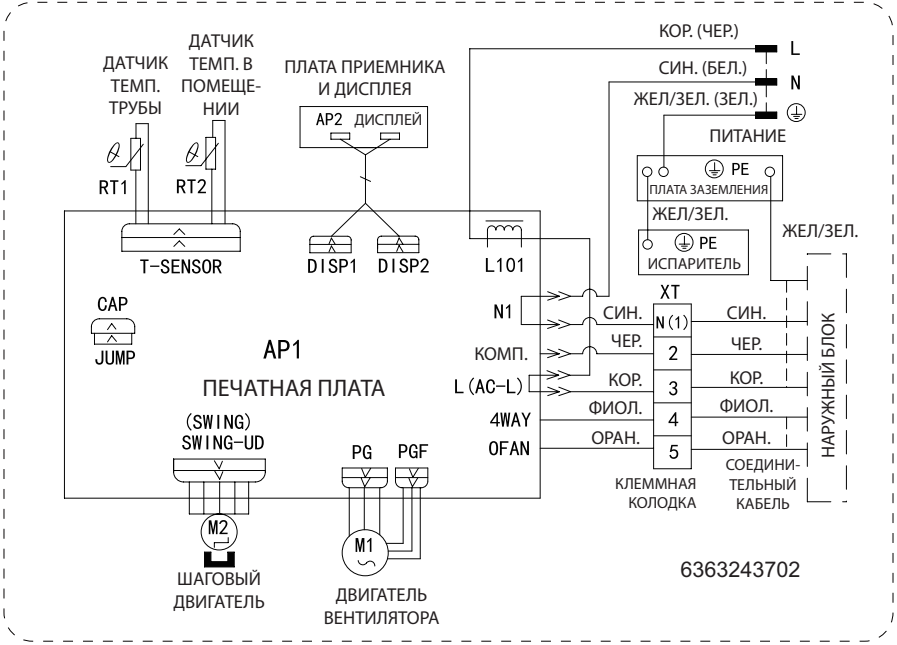 КОР. (ЧЕР.)
L
СИН. (БЕЛ.)
N
ЖЕЛ/ЗЕЛ. (ЗЕЛ.)
ПИТАНИЕ
ДАТЧИК
ТЕМП.
ТРУБЫ
ДАТЧИК
ТЕМП. В
ПОМЕЩЕ-
НИИ
ПЛАТА ПРИЕМНИКА
И ДИСПЛЕЯ
AP2 ДИСПЛЕЙ
RT1
RT2
PE
ПЛАТА ЗАЗЕМЛЕНИЯ
ЖЕЛ/ЗЕЛ.
ЖЕЛ/ЗЕЛ.
PE
ИСПАРИТЕЛЬ
T-SENSOR
DISP1
DISP2
L101
CAP
JUMP
AP1
ПЕЧАТНАЯ ПЛАТА
N1
КОМП.
L(AC-L)
4WAY
OFAN
XT
СИН.
N(1)
СИН.
ЧЕР.
2
ЧЕР.
КОР.
3
КОР.
ФИОЛ.
4
ФИОЛ.
ОРАН.
5
ОРАН.
НАРУЖНЫЙ БЛОК
КЛЕММНАЯ
КОЛОДКА
СОЕДИНИ-
ТЕЛЬНЫЙ
КАБЕЛЬ
(SWING)
SWING-UD
PG
PGF
M2
M1
ШАГОВЫЙ
ДВИГАТЕЛЬ
ДВИГАТЕЛЬ
ВЕНТИЛЯТОРА
6363243702